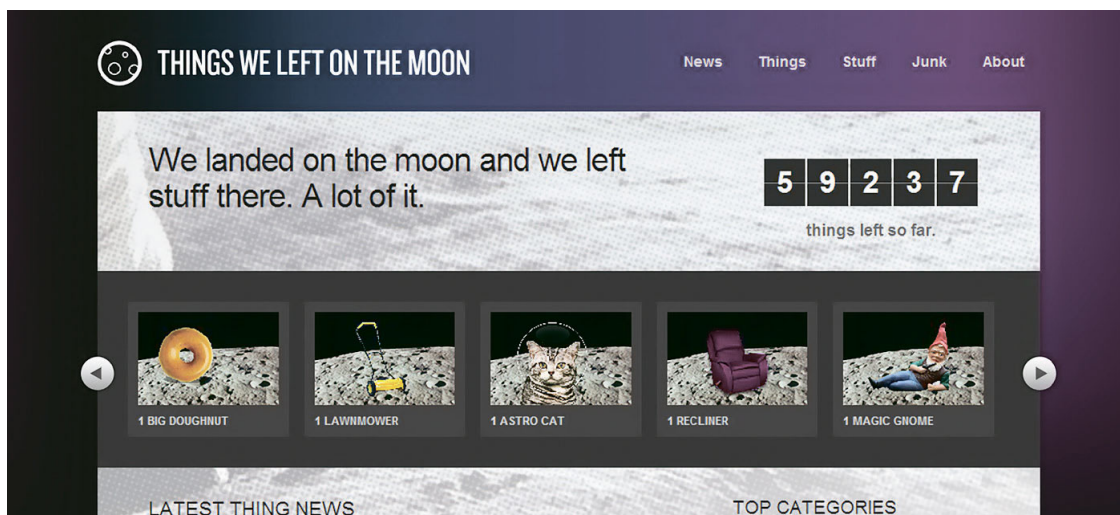 THINGS WE LEFT ON THE MOON
News Things Stuff Junk About
We landed on the moon and we left
stuff there. A lot of it.
5 9 2 3 7
things left so far.
1 BIG DOUGHNUT
1 LAWNMOWER
1 ASTRO CAT
1 RECLINER
1 MAGIC GNOME
LATEST THING NEWS
TOP CATEGORIES